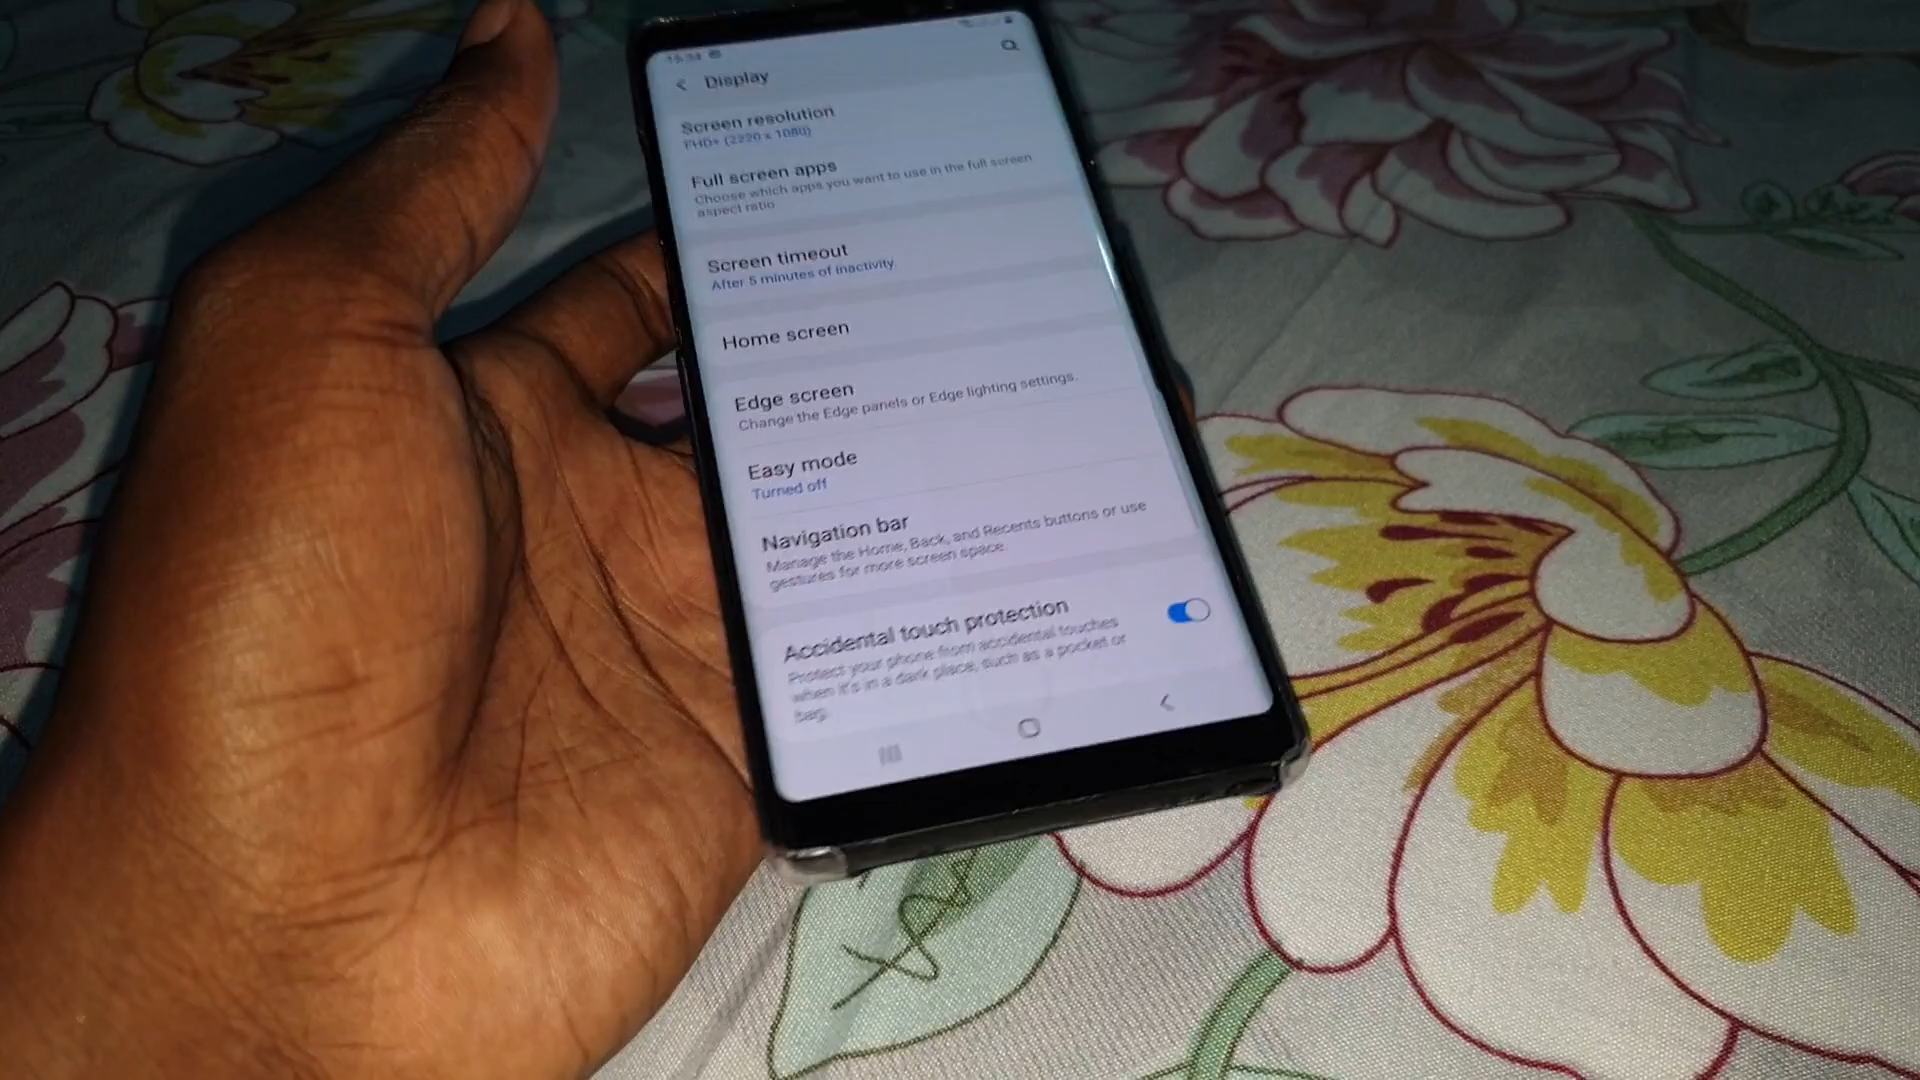 15:34
Display
Screen resolution
FHD+ (2220 x 1080)
Full screen apps
Choose which apps you want to use in the full screen
aspect ratio
Screen timeout
After 5 minutes of inactivity
Home screen
Edge screen
Change the Edge panels or Edge lighting settings.
Easy mode
Turned off
Navigation bar
Manage the Home, Back, and Recents buttons or use
gestures for more screen space.
Accidental touch protection
Protect your phone from accidental touches
when it's in a dark place, such as a pocket or
bag.